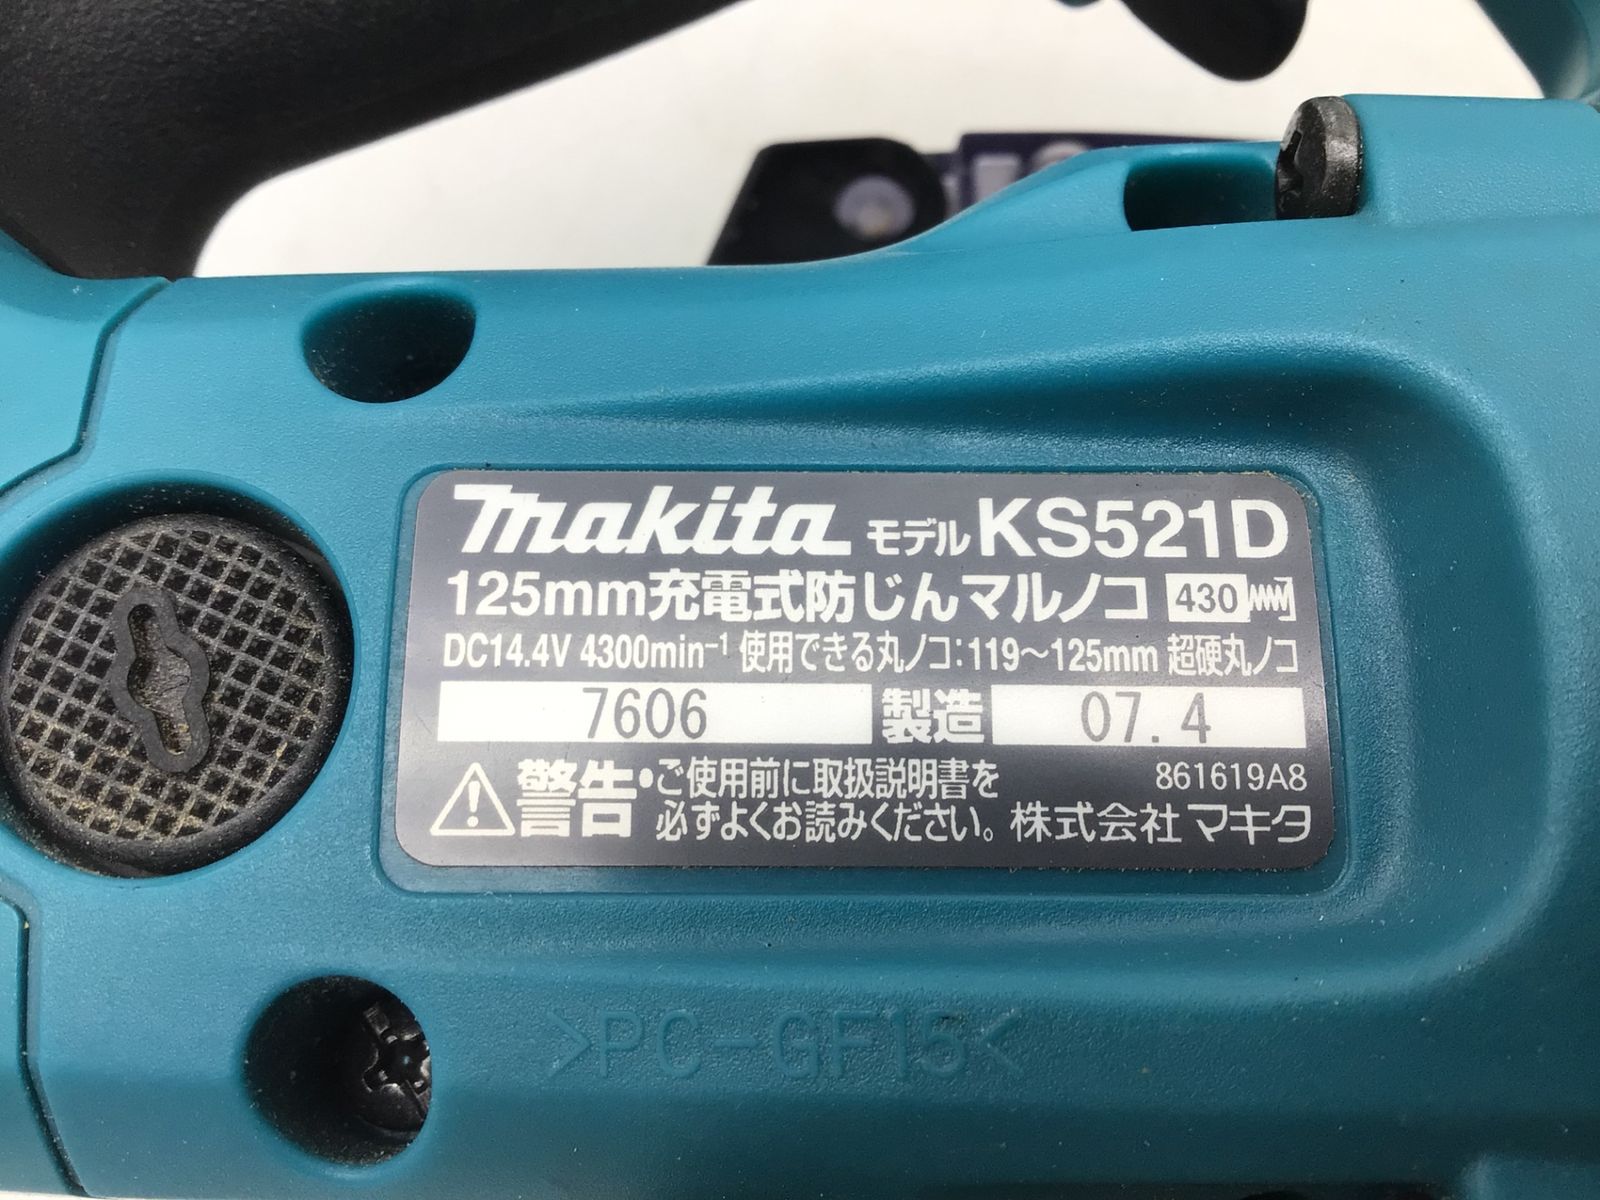 makita モデル KS521D
125mm充電式防じんマルノコ 430
DC14.4V 4300min⁻¹ 使用できる丸ノコ:119〜125mm 超硬丸ノコ
7606 製造 07.4
警告・ご使用前に取扱説明書を 861619A8
必ずよくお読みください。 株式会社マキタ
>PC-GF15<